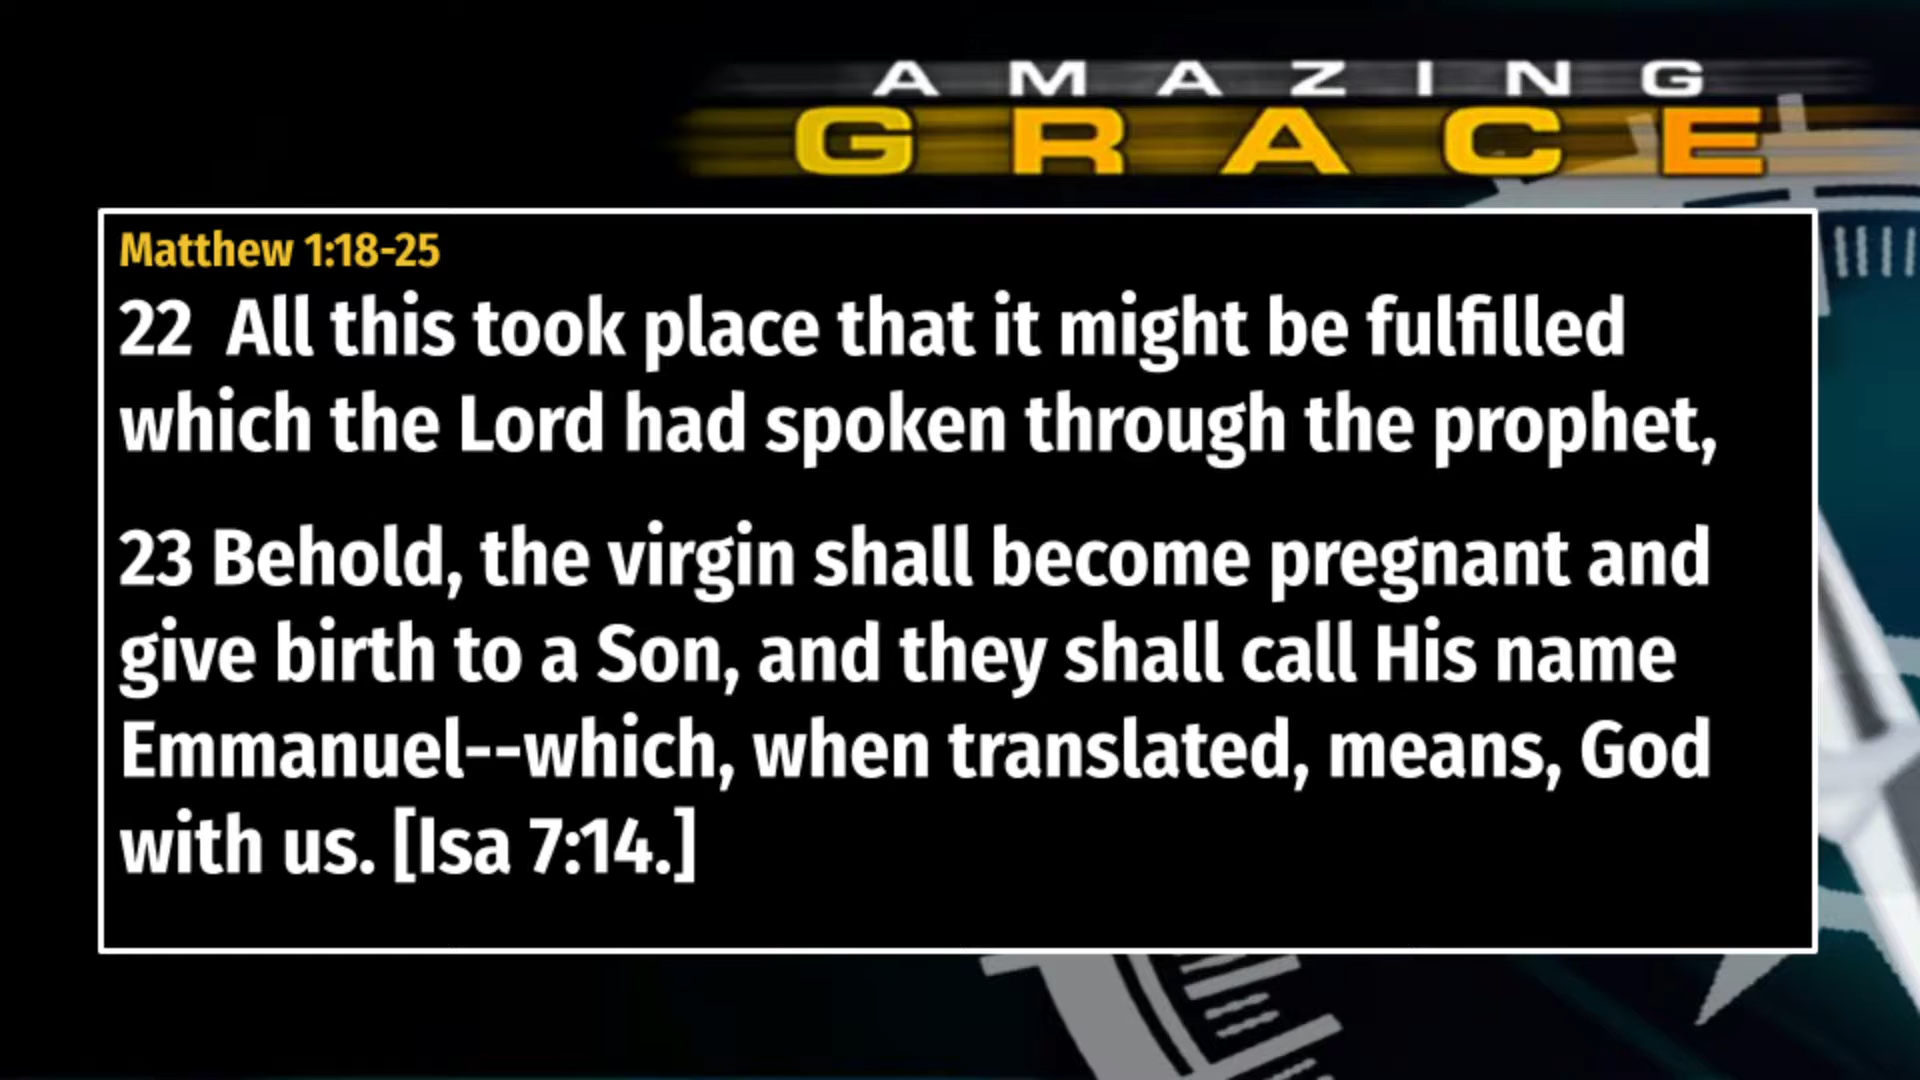 AMAZING
GRACE
Matthew 1:18-25
22 All this took place that it might be fulfilled
which the Lord had spoken through the prophet,
23 Behold, the virgin shall become pregnant and
give birth to a Son, and they shall call His name
Emmanuel--which, when translated, means, God
with us. [Isa 7:14.]